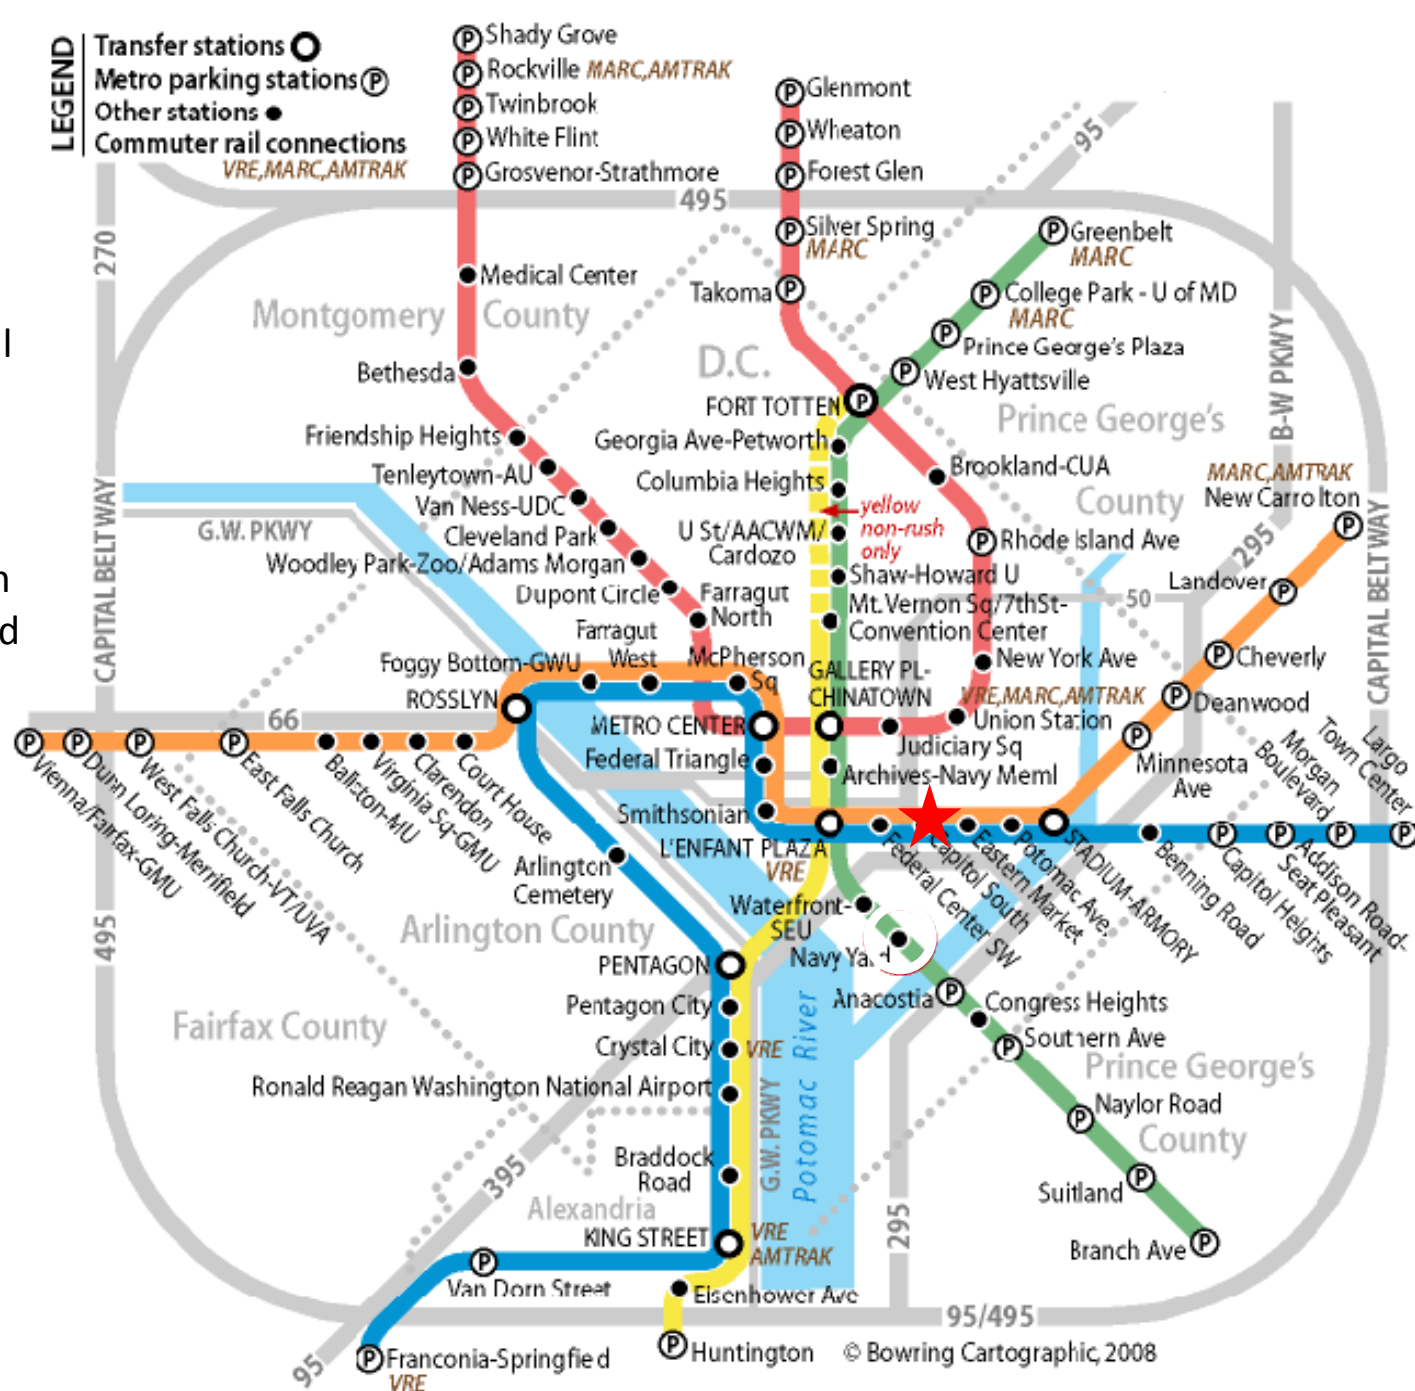 LEGEND
Transfer stations
Metro parking stations P
Other stations
Commuter rail connections
VRE,MARC,AMTRAK
Shady Grove
Rockville MARC,AMTRAK
Twinbrook
White Flint
Grosvenor-Strathmore
Glenmont
Wheaton
Forest Glen
Silver Spring
MARC
Takoma
495
95
270
B-W PKWY
Greenbelt
MARC
College Park - U of MD
MARC
Prince George's Plaza
West Hyattsville
Medical Center
Montgomery County
Bethesda
D.C.
FORT TOTTEN
Prince George's
County
Friendship Heights
Tenleytown-AU
Van Ness-UDC
Cleveland Park
Woodley Park-Zoo/Adams Morgan
Dupont Circle
Farragut
North
Georgia Ave-Petworth
Columbia Heights
U St/AACWM/
Cardozo
yellow
non-rush
only
Shaw-Howard U
Mt. Vernon Sq/7thSt-
Convention Center
Brookland-CUA
Rhode Island Ave
New York Ave
VRE,MARC,AMTRAK
Union Station
Judiciary Sq
MARC,AMTRAK
New Carro lton
Landover
Cheverly
Deanwood
Minnesota
Ave
295
50
CAPITAL BELTWAY
CAPITAL BELTWAY
G.W. PKWY
Farragut
West
McPherson
Sq
Foggy Bottom-GWU
ROSSLYN
66
GALLERY PL-
CHINATOWN
METRO CENTER
Federal Triangle
Archives-Navy Meml
Smithsonian
L'ENFANT PLAZA
VRE
Vienna/Fairfax-GMU
Dunn Loring-Merrifield
West Falls Church-VT/UVA
East Falls Church
Ballston-MU
Virginia Sq-GMU
Clarendon
Court House
Arlington
Cemetery
Federal Center SW
Capitol South
Eastern Market
Potomac Ave
STADIUM-ARMORY
Benning Road
Capitol Heights
Addison Road-
Seat Pleasant
Morgan
Boulevard
Largo
Town Center
Waterfront-
SEU
Navy Yard
Anacostia
Congress Heights
Southern Ave
Naylor Road
Suitland
Branch Ave
Prince George's
County
Arlington County
PENTAGON
Pentagon City
Crystal City
VRE
Ronald Reagan Washington National Airport
Fairfax County
495
Braddock
Road
Alexandria
KING STREET
VRE
AMTRAK
395
G.W. PKWY
Potomac River
295
Van Dorn Street
Eisenhower Ave
Huntington
Franconia-Springfie d
VRE
95
95/495
© Bowring Cartographic, 2008
l
n
d